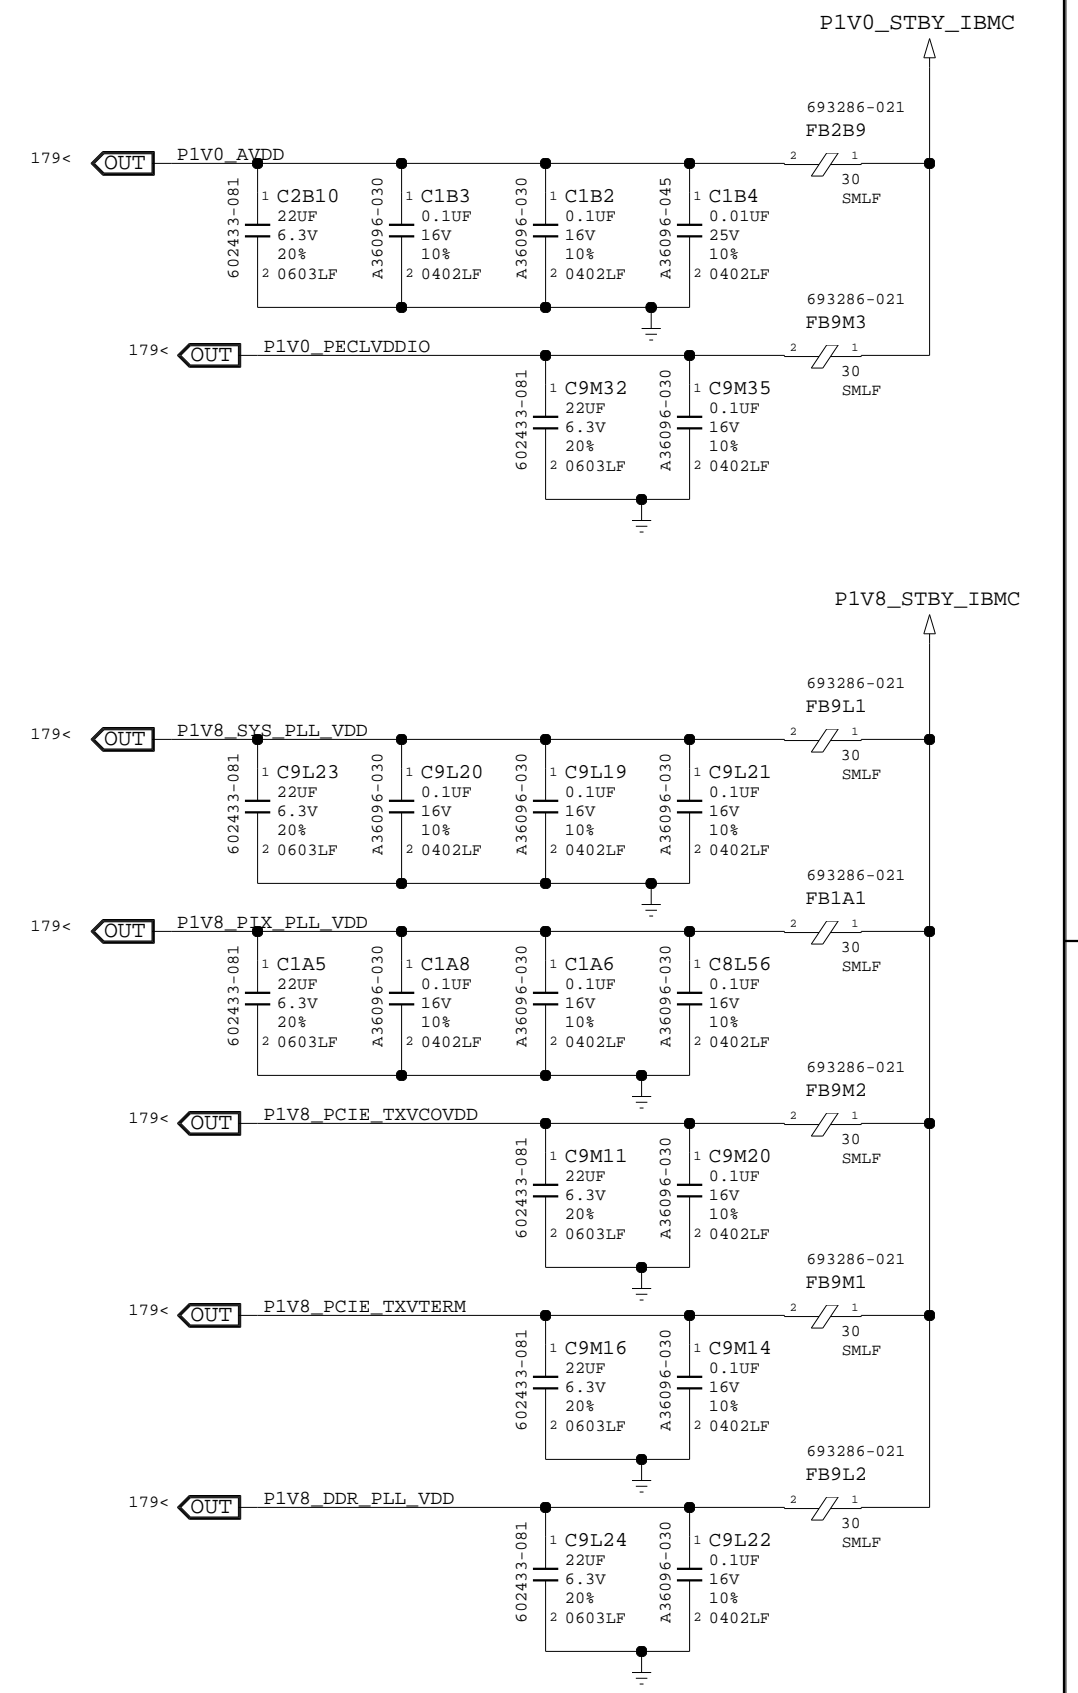 P1V0_STBY_IBMC
693286-021
FB2B9
179< OUT P1V0_AVDD 2 1
30
SMLF
602433-081 1 C2B10 A36096-030 1 C1B3 A36096-030 1 C1B2 A36096-045 1 C1B4
22UF 0.1UF 0.1UF 0.01UF
6.3V 16V 16V 25V
20% 10% 10% 10%
2 0603LF 2 0402LF 2 0402LF 2 0402LF
693286-021
FB9M3
179< OUT P1V0_PECLVDDIO 2 1
30
SMLF
602433-081 1 C9M32 A36096-030 1 C9M35
22UF 0.1UF
6.3V 16V
20% 10%
2 0603LF 2 0402LF
P1V8_STBY_IBMC
693286-021
FB9L1
179< OUT P1V8_SYS_PLL_VDD 2 1
30
SMLF
602433-081 1 C9L23 A36096-030 1 C9L20 A36096-030 1 C9L19 A36096-030 1 C9L21
22UF 0.1UF 0.1UF 0.1UF
6.3V 16V 16V 16V
20% 10% 10% 10%
2 0603LF 2 0402LF 2 0402LF 2 0402LF
693286-021
FB1A1
179< OUT P1V8_PIX_PLL_VDD 2 1
30
SMLF
602433-081 1 C1A5 A36096-030 1 C1A8 A36096-030 1 C1A6 A36096-030 1 C8L56
22UF 0.1UF 0.1UF 0.1UF
6.3V 16V 16V 16V
20% 10% 10% 10%
2 0603LF 2 0402LF 2 0402LF 2 0402LF
693286-021
FB9M2
179< OUT P1V8_PCIE_TXVCOVDD 2 1
30
SMLF
602433-081 1 C9M11 A36096-030 1 C9M20
22UF 0.1UF
6.3V 16V
20% 10%
2 0603LF 2 0402LF
693286-021
FB9M1
179< OUT P1V8_PCIE_TXVTERM 2 1
30
SMLF
602433-081 1 C9M16 A36096-030 1 C9M14
22UF 0.1UF
6.3V 16V
20% 10%
2 0603LF 2 0402LF
693286-021
FB9L2
179< OUT P1V8_DDR_PLL_VDD 2 1
30
SMLF
602433-081 1 C9L24 A36096-030 1 C9L22
22UF 0.1UF
6.3V 16V
20% 10%
2 0603LF 2 0402LF